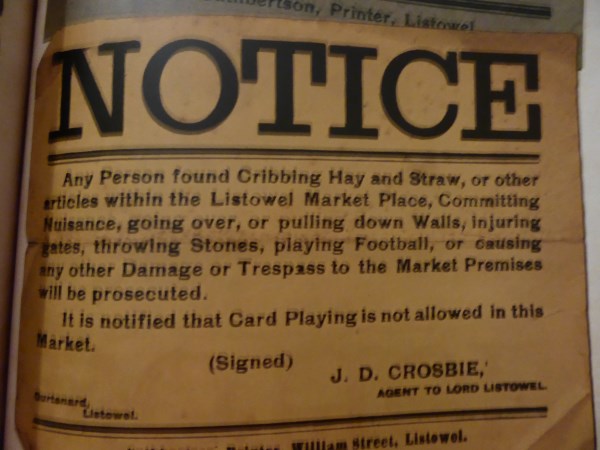 Cuthbertson, Printer, Listowel
NOTICE
Any Person found Cribbing Hay and Straw, or other
articles within the Listowel Market Place, Committing
Nuisance, going over, or pulling down Walls, injuring
gates, throwing Stones, playing Football, or causing
any other Damage or Trespass to the Market Premises
will be prosecuted.
It is notified that Card Playing is not allowed in this
Market.
(Signed)
J. D. CROSBIE,
AGENT TO LORD LISTOWEL.
Gurtenard,
Listowel.
Printer, William Street, Listowel.